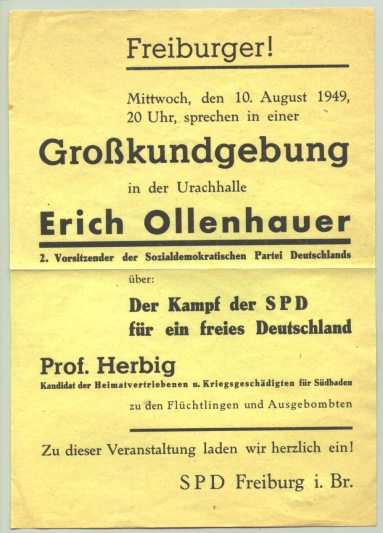 Freiburger!
Mittwoch, den 10. August 1949,
20 Uhr, sprechen in einer
Großkundgebung
in der Urachhalle
Erich Ollenhauer
2. Vorsitzender der Sozialdemokratischen Partei Deutschlands
über:
Der Kampf der SPD
für ein freies Deutschland
Prof. Herbig
Kandidat der Heimatvertriebenen u. Kriegsgeschädigten für Südbaden
zu den Flüchtlingen und Ausgebombten
Zu dieser Veranstaltung laden wir herzlich ein!
SPD Freiburg i. Br.